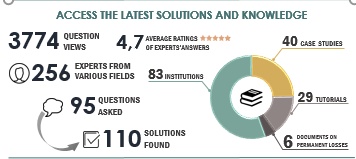 ACCESS THE LATEST SOLUTIONS AND KNOWLEDGE
3774 QUESTION
VIEWS
4,7 AVERAGE RATINGS
OF EXPERTS'ANSWERS
40 CASE STUDIES
256 EXPERTS FROM
VARIOUS FIELDS
83 INSTITUTIONS
95 QUESTIONS
ASKED
29 TUTORIALS
110 SOLUTIONS
FOUND
6 DOCUMENTS ON
PERMANENT LOSSES